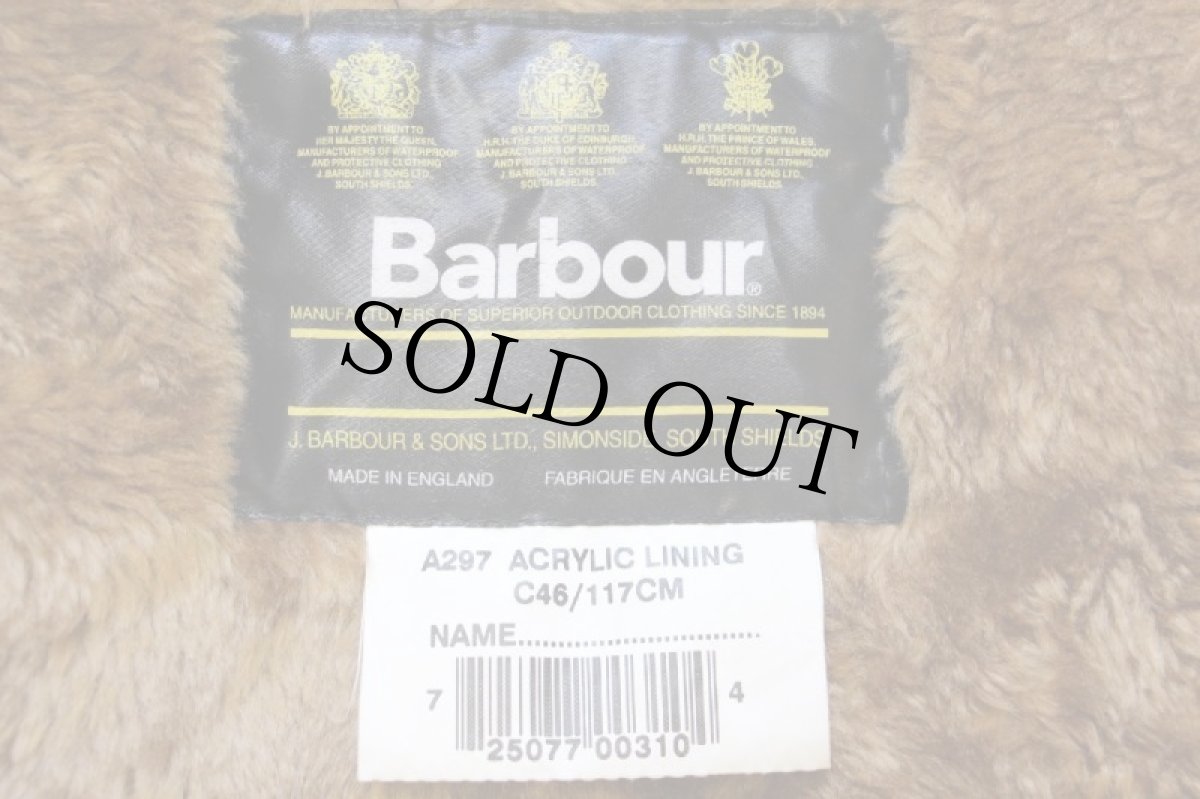 BY APPOINTMENT TO
HER MAJESTY THE QUEEN,
MANUFACTURERS OF WATERPROOF
AND PROTECTIVE CLOTHING
J. BARBOUR & SONS LTD.,
SOUTH SHIELDS.
BY APPOINTMENT TO
H.R.H. THE DUKE OF EDINBURGH
MANUFACTURERS OF WATERPROOF
AND PROTECTIVE CLOTHING
J. BARBOUR & SONS LTD.
SOUTH SHIELDS.
BY APPOINTMENT TO
H.R.H. THE PRINCE OF WALES,
MANUFACTURERS OF WATERPROOF
AND PROTECTIVE CLOTHING
J. BARBOUR & SONS LTD.
SOUTH SHIELDS.
Barbour®
MANUFACTURERS OF SUPERIOR OUTDOOR CLOTHING SINCE 1894
SOLD OUT
J. BARBOUR & SONS LTD., SIMONSIDE, SOUTH SHIELDS
MADE IN ENGLAND FABRIQUE EN ANGLETERRE
A297 ACRYLIC LINING
C46/117CM
NAME..............................
7 25077 00310 4